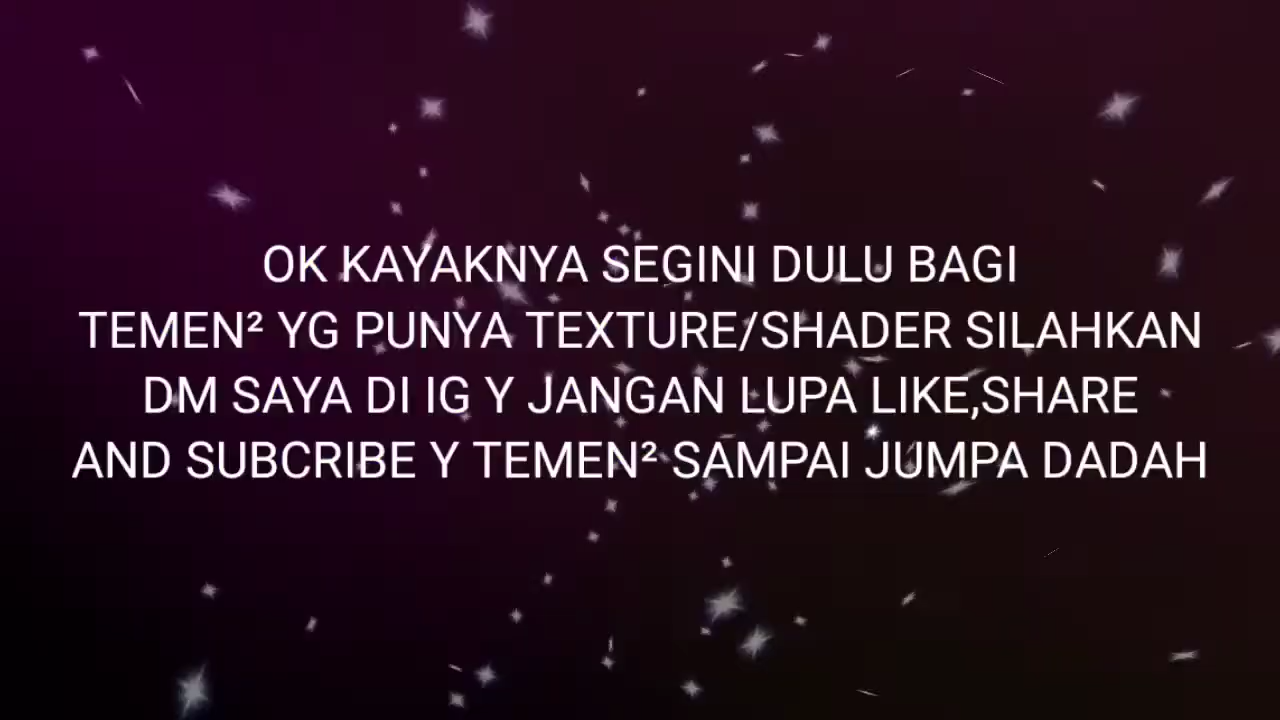 OK KAYAKNYA SEGINI DULU BAGI
TEMEN² YG PUNYA TEXTURE/SHADER SILAHKAN
DM SAYA DI IG Y JANGAN LUPA LIKE,SHARE
AND SUBCRIBE Y TEMEN² SAMPAI JUMPA DADAH